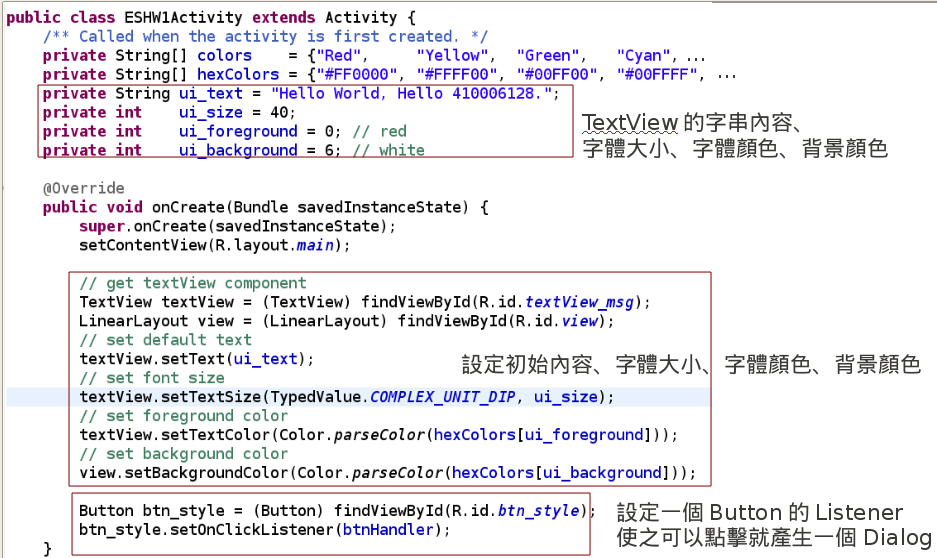 public class ESHW1Activity extends Activity {
/** Called when the activity is first created. */
private String[] colors    = {"Red",     "Yellow",  "Green",   "Cyan", ...
private String[] hexColors = {"#FF0000", "#FFFF00", "#00FF00", "#00FFFF", ...
private String ui_text = "Hello World, Hello 410006128.";
private int    ui_size = 40;
private int    ui_foreground = 0; // red
private int    ui_background = 6; // white
TextView 的字串內容、
字體大小、字體顏色、背景顏色
@Override
public void onCreate(Bundle savedInstanceState) {
super.onCreate(savedInstanceState);
setContentView(R.layout.main);
// get textView component
TextView textView = (TextView) findViewById(R.id.textView_msg);
LinearLayout view = (LinearLayout) findViewById(R.id.view);
// set default text
textView.setText(ui_text);
設定初始內容、字體大小、字體顏色、背景顏色
// set font size
textView.setTextSize(TypedValue.COMPLEX_UNIT_DIP, ui_size);
// set foreground color
textView.setTextColor(Color.parseColor(hexColors[ui_foreground]));
// set background color
view.setBackgroundColor(Color.parseColor(hexColors[ui_background]));
Button btn_style = (Button) findViewById(R.id.btn_style);
btn_style.setOnClickListener(btnHandler);
設定一個 Button 的 Listener
使之可以點擊就產生一個 Dialog
}